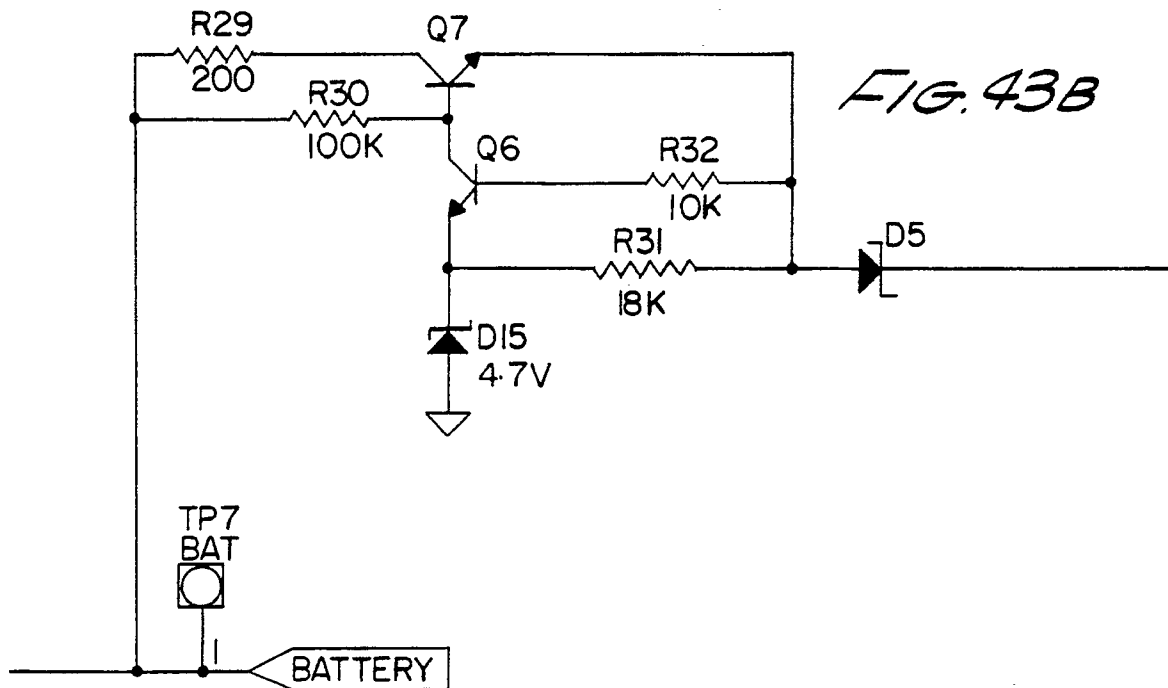 R29
200
Q7
R30
100K
FIG. 43B
Q6
R32
10K
R31
18K
D5
D15
4.7V
TP7
BAT
1
BATTERY